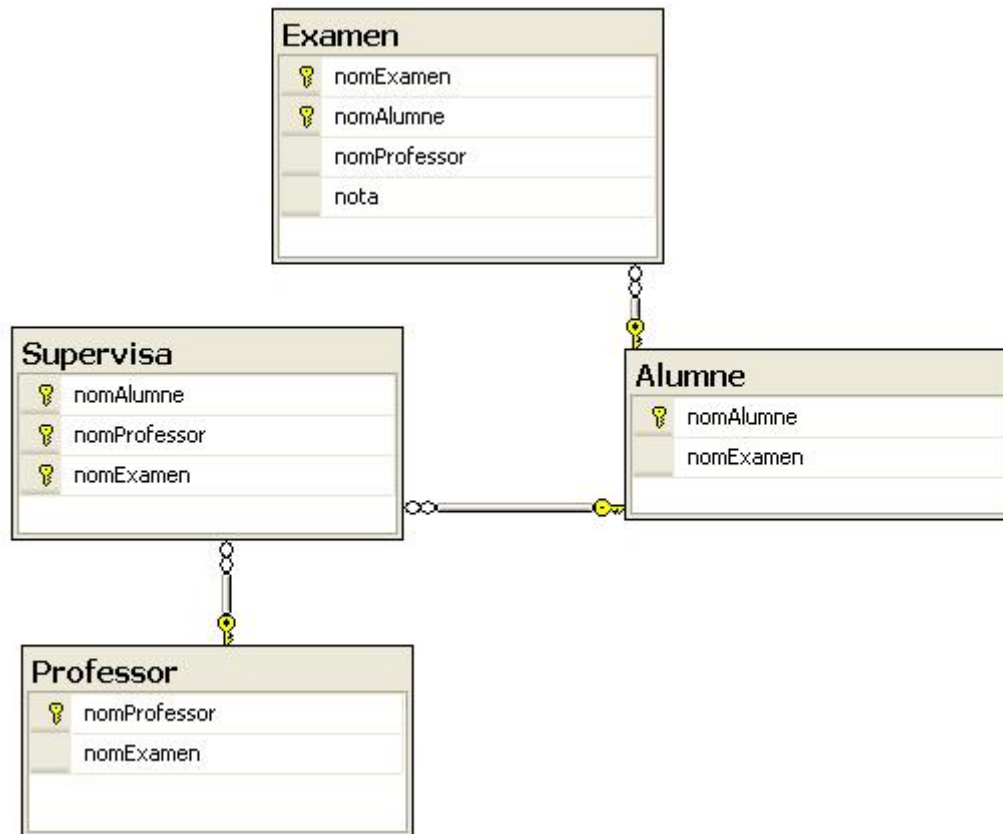 Examen
nomExamen
nomAlumne
nomProfessor
nota
Supervisa
nomAlumne
nomProfessor
nomExamen
Alumne
nomAlumne
nomExamen
Professor
nomProfessor
nomExamen